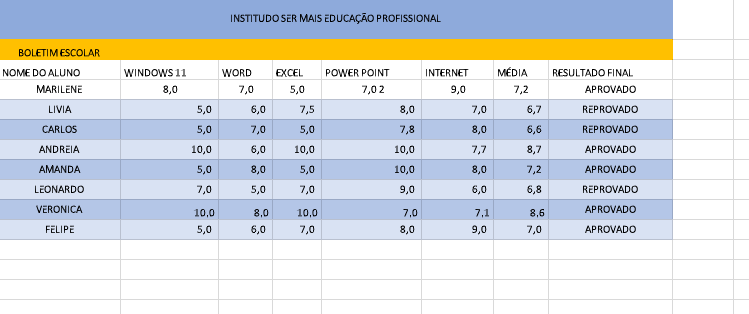 INSTITUDO SER MAIS EDUCAÇÃO PROFISSIONAL
BOLETIM ESCOLAR
NOME DO ALUNO WINDOWS 11 WORD EXCEL POWER POINT INTERNET MÉDIA RESULTADO FINAL
MARILENE 8,0 7,0 5,0 7,0 2 9,0 7,2 APROVADO
LIVIA 5,0 6,0 7,5 8,0 7,0 6,7 REPROVADO
CARLOS 5,0 7,0 5,0 7,8 8,0 6,6 REPROVADO
ANDREIA 10,0 6,0 10,0 10,0 7,7 8,7 APROVADO
AMANDA 5,0 8,0 5,0 10,0 8,0 7,2 APROVADO
LEONARDO 7,0 5,0 7,0 9,0 6,0 6,8 REPROVADO
VERONICA 10,0 8,0 10,0 7,0 7,1 8,6 APROVADO
FELIPE 5,0 6,0 7,0 8,0 9,0 7,0 APROVADO